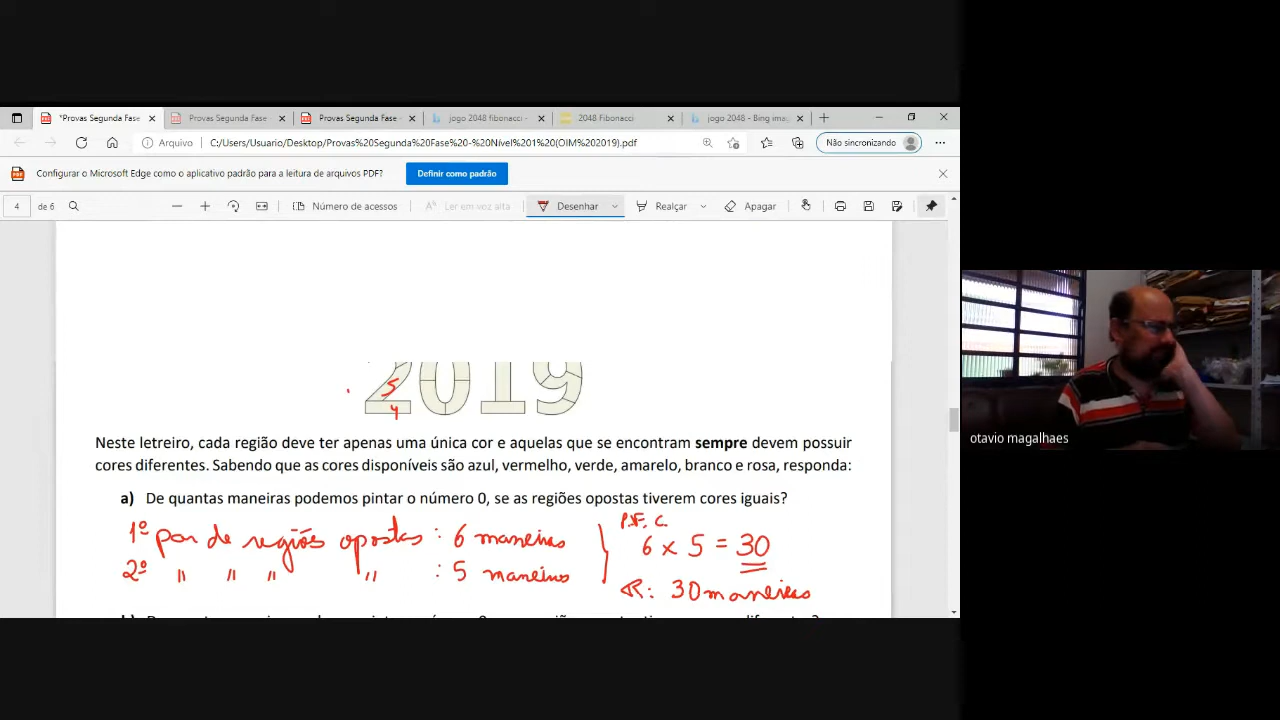 *Provas Segunda Fase
Provas Segunda Fase
Provas Segunda Fase -
jogo 2048 fibonacci -
2048 Fibonacci
jogo 2048 - Bing ima
Arquivo
C:/Users/Usuario/Desktop/Provas%20Segunda%20Fase%20-%20Nível%201%20(OIM%202019).pdf
Não sincronizando
Configurar o Microsoft Edge como o aplicativo padrão para a leitura de arquivos PDF?
Definir como padrão
4 de 6
Número de acessos
Ler em voz alta
Desenhar
Realçar
Apagar
2019
5
4
Neste letreiro, cada região deve ter apenas uma única cor e aquelas que se encontram sempre devem possuir
cores diferentes. Sabendo que as cores disponíveis são azul, vermelho, verde, amarelo, branco e rosa, responda:
a) De quantas maneiras podemos pintar o número 0, se as regiões opostas tiverem cores iguais?
1º par de regiões opostas : 6 maneiras
2º " " " " : 5 maneiras
P.F.C.
6 x 5 = 30
R: 30 maneiras
otavio magalhaes